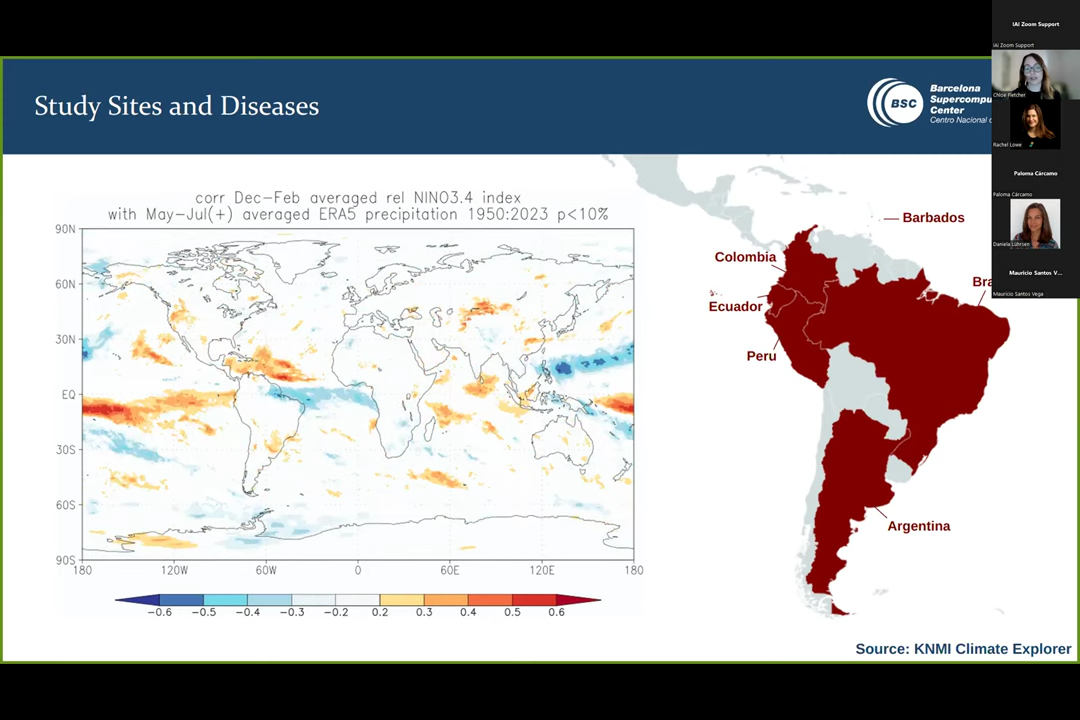 IAI Zoom Support
IAI Zoom Support
Study Sites and Diseases
BSC
Barcelona
Supercompu
Center
Centro Nacional
Chloe Fletcher
Rachel Lowe
Paloma Cárcamo
Paloma Cárcamo
Daniela Lührsen
Mauricio Santos V...
Mauricio Santos Vega
corr Dec-Feb averaged rel NINO3.4 index
with May-Jul(+) averaged ERA5 precipitation 1950:2023 p<10%
90N
60N
30N
EQ
30S
60S
90S
180 120W 60W 0 60E 120E 180
-0.6 -0.5 -0.4 -0.3 -0.2 0.2 0.3 0.4 0.5 0.6
Barbados
Colombia
Bra
Ecuador
Peru
Argentina
Source: KNMI Climate Explorer